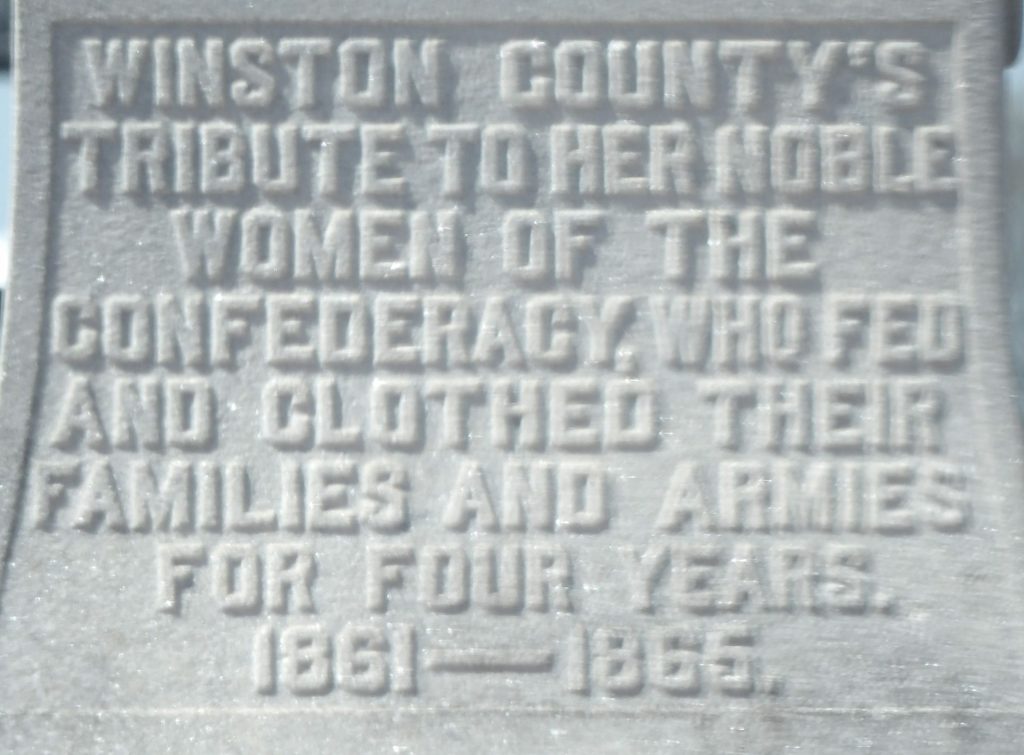 WINSTON COUNTY'S
TRIBUTE TO HER NOBLE
WOMEN OF THE
CONFEDERACY, WHO FED
AND CLOTHED THEIR
FAMILIES AND ARMIES
FOR FOUR YEARS.
1861—1865.